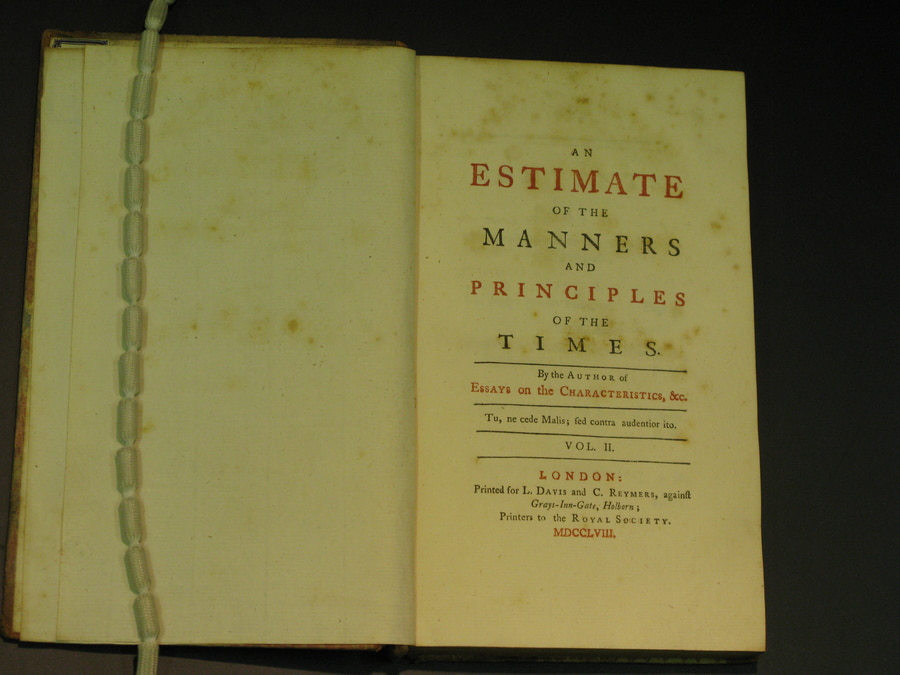 AN
ESTIMATE
OF THE
MANNERS
AND
PRINCIPLES
OF THE
TIMES.
By the AUTHOR of
ESSAYS on the CHARACTERISTICS, &c.
Tu, ne cede Malis; ſed contra audentior ito.
VOL. II.
LONDON:
Printed for L. DAVIS and C. REYMERS, againſt
Grays-Inn-Gate, Holborn;
Printers to the ROYAL SOCIETY.
MDCCLVIII.